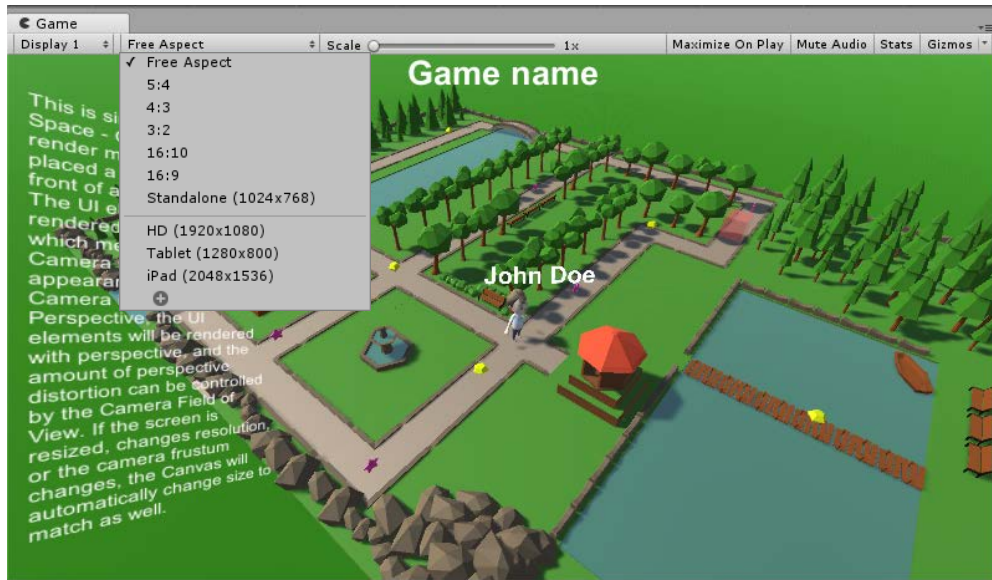 Game
Display 1
Free Aspect
Scale
1x
Maximize On Play
Mute Audio
Stats
Gizmos
Free Aspect
5:4
4:3
3:2
16:10
16:9
Standalone (1024x768)
HD (1920x1080)
Tablet (1280x800)
iPad (2048x1536)
Game name
John Doe
This is
Space -
render
placed a
front of a
The UI
rendered
which
Camera
Camera
Perspective, the UI
elements will be rendered
with perspective, and the
amount of perspective
distortion can be controlled
by the Camera Field of
View. If the screen is
resized, changes resolution,
or the camera frustum
changes, the Canvas will
automatically change size to
match as well.